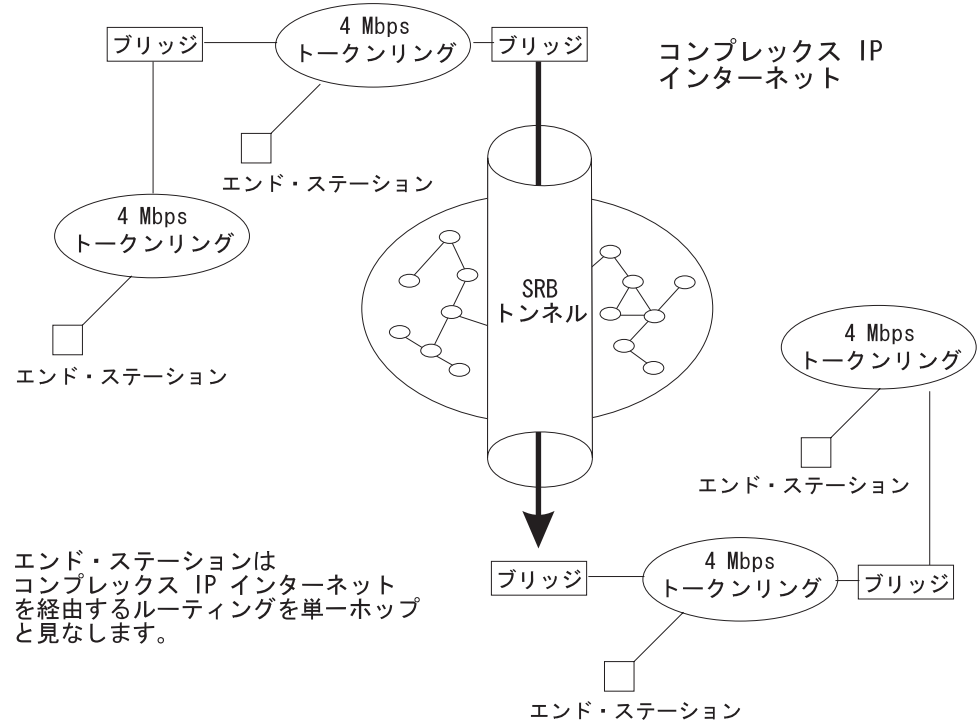 ブリッジ
4 Mbps
トークンリング
ブリッジ
コンプレックス IP
インターネット
エンド・ステーション
4 Mbps
トークンリング
エンド・ステーション
SRB
トンネル
4 Mbps
トークンリング
エンド・ステーション
エンド・ステーションは
コンプレックス IP インターネット
を経由するルーティングを単一ホップ
と見なします。
ブリッジ
4 Mbps
トークンリング
ブリッジ
エンド・ステーション